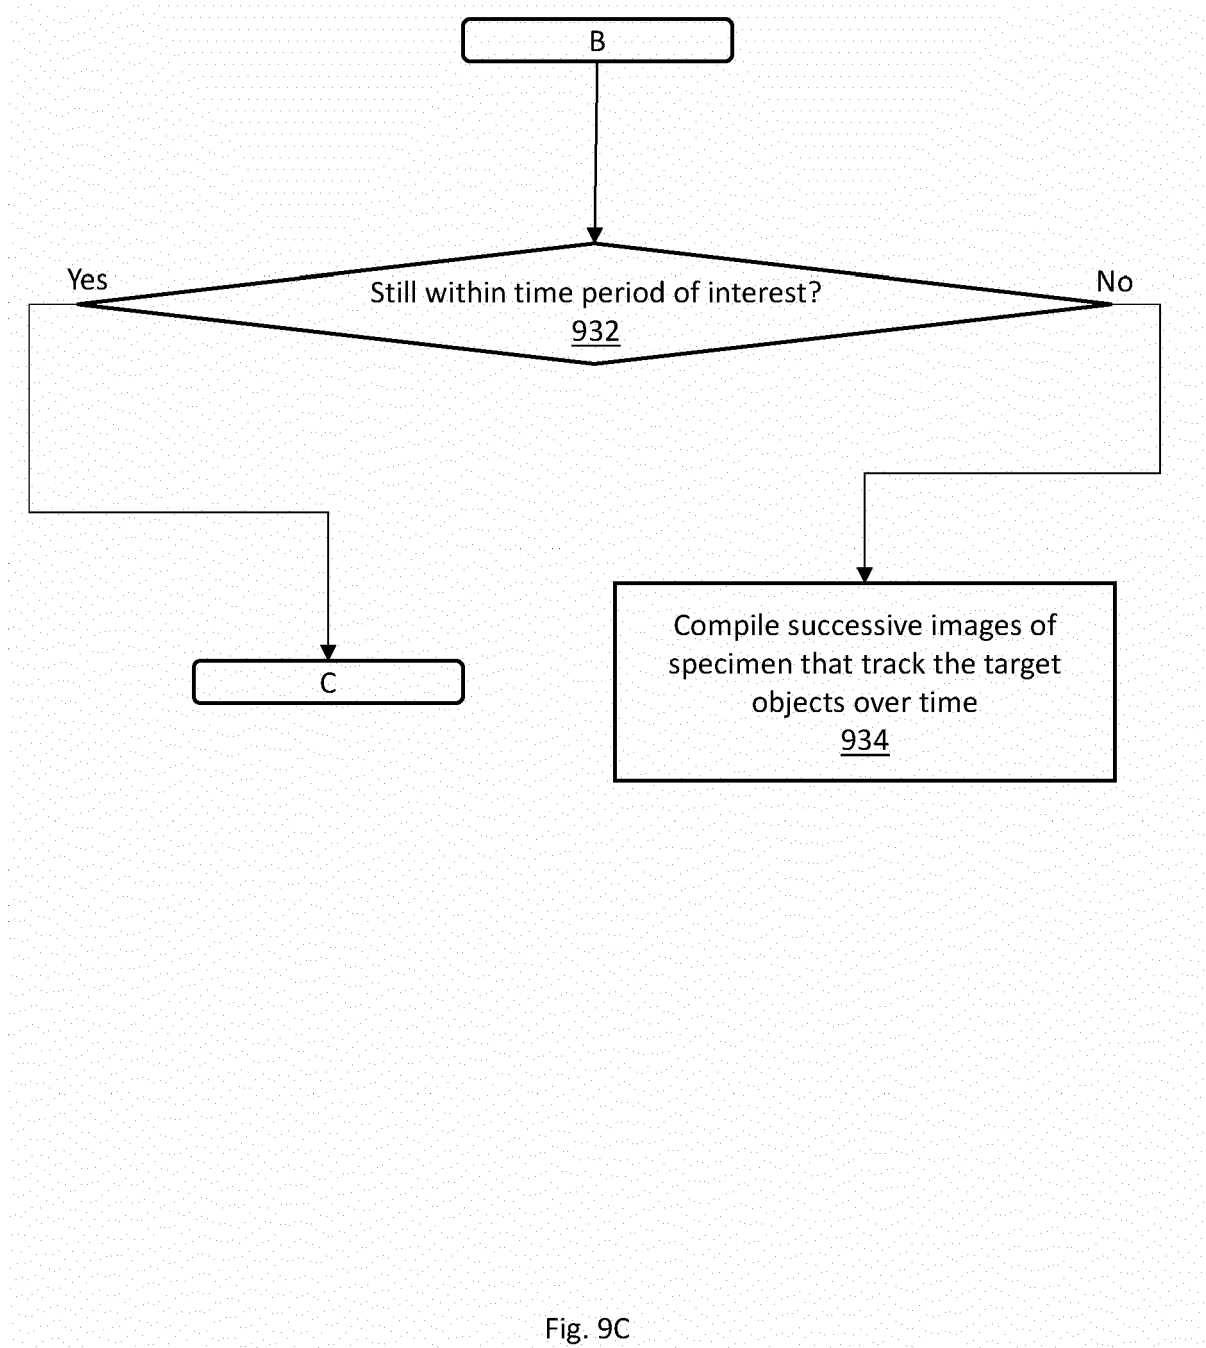 B
Yes
No
Still within time period of interest?
932
Compile successive images of
specimen that track the target
objects over time
934
C
Fig. 9C